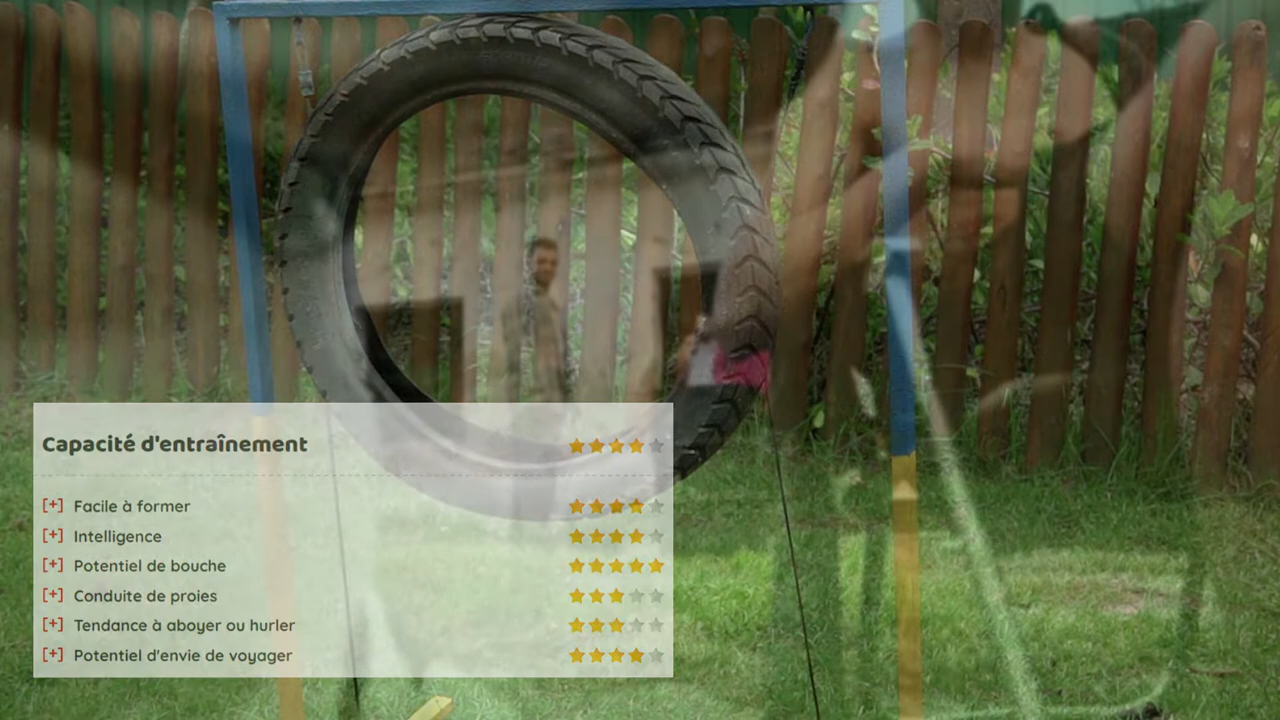 Capacité d'entraînement
[+] Facile à former
[+] Intelligence
[+] Potentiel de bouche
[+] Conduite de proies
[+] Tendance à aboyer ou hurler
[+] Potentiel d'envie de voyager